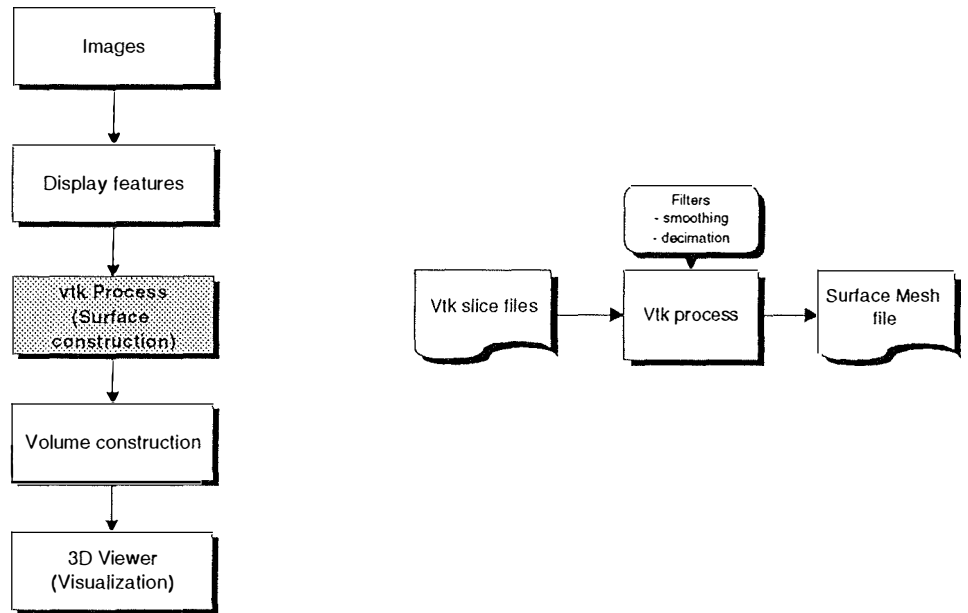 Images
Display features
vtk Process
(Surface
construction)
Volume construction
3D Viewer
(Visualization)
Filters
- smoothing
- decimation
Vtk slice files
Vtk process
Surface Mesh
file